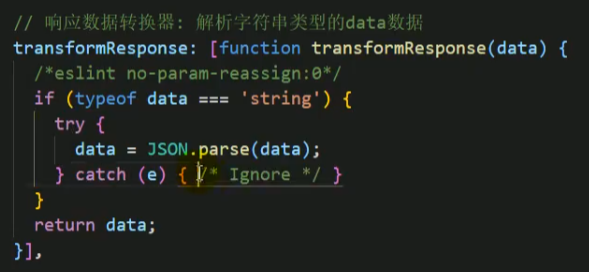 // 响应数据转换器: 解析字符串类型的data数据
transformResponse: [function transformResponse(data) {
/*eslint no-param-reassign:0*/
if (typeof data === 'string') {
try {
data = JSON.parse(data);
} catch (e) { /* Ignore */ }
}
return data;
}],